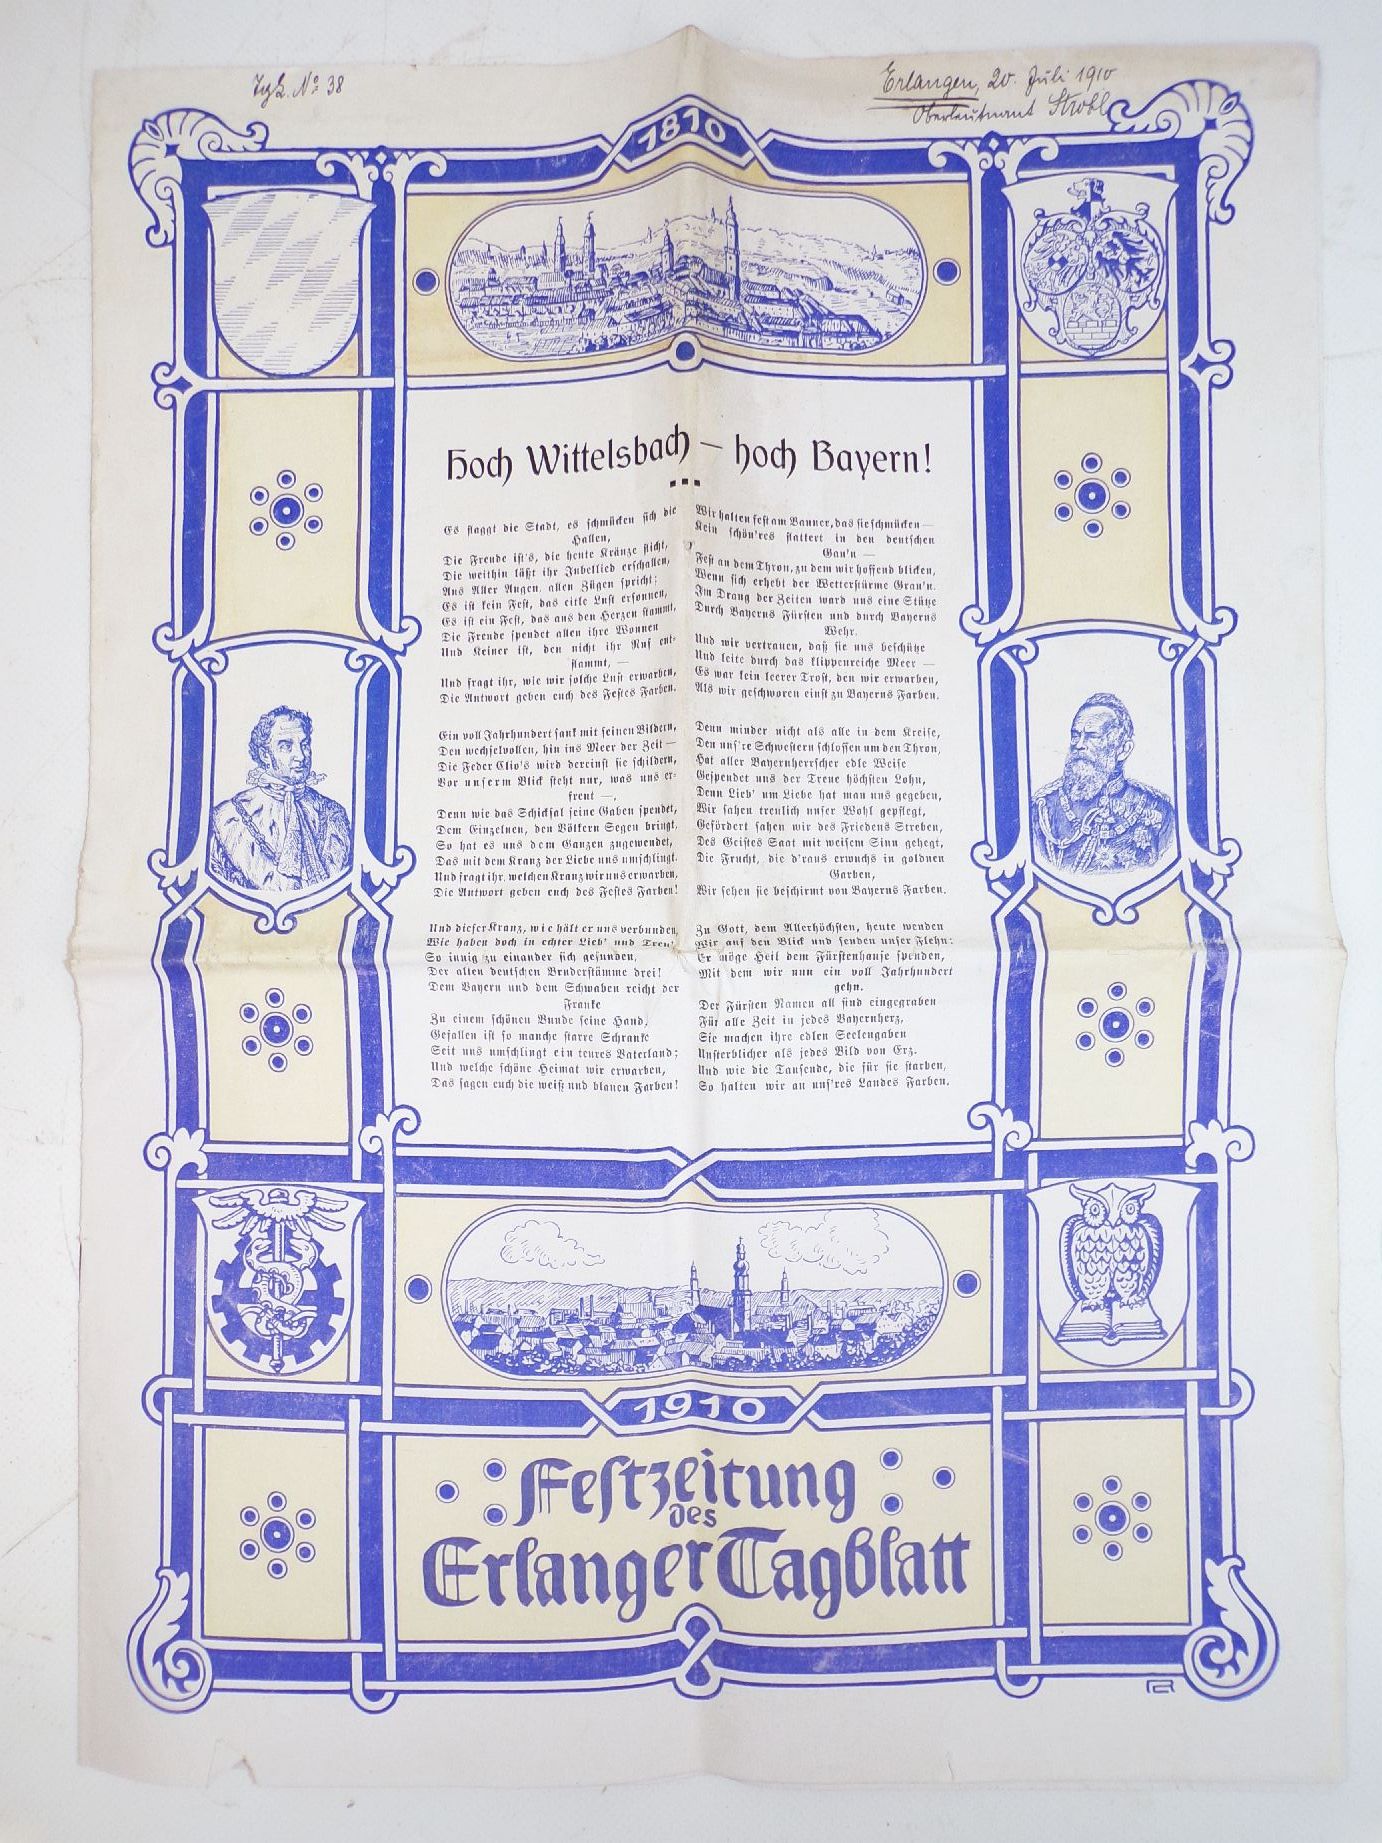 Tgb. No 38
Erlangen, 20. Juli 1910
Oberleutnant Strobl
1810
Hoch Wittelsbach — hoch Bayern!
Es flaggt die Stadt, es schmücken sich die
Hallen,
Die Freude ist's, die heute Kränze flicht,
Die weithin läßt ihr Jubellied erschallen,
Aus Aller Augen, allen Zügen spricht;
Es ist kein Fest, das eitle Lust ersonnen,
Es ist ein Fest, das aus den Herzen stammt,
Die Freude spendet allen ihre Wonnen
Und Keiner ist, den nicht ihr Ruf ent-
flammt, —
Und fragt ihr, wie wir solche Lust erwarben,
Die Antwort geben euch des Festes Farben.
Ein voll Jahrhundert sank mit seinen Bildern,
Den wechselvollen, hin ins Meer der Zeit —
Die Feder Clio's wird dereinst sie schildern,
Vor unserm Blick steht nur, was uns er-
freut —,
Denn wie das Schicksal seine Gaben spendet,
Dem Einzelnen, den Völkern Segen bringt,
So hat es uns dem Ganzen zugewendet,
Das mit dem Kranz der Liebe uns umschlingt.
Und fragt ihr, welchen Kranz wir uns erwarben,
Die Antwort geben euch des Festes Farben!
Und dieser Kranz, wie hält er uns verbunden,
Wie haben doch in echter Lieb' und Treu'
So innig zu einander sich gefunden,
Der alten deutschen Bruderstämme drei!
Dem Bayern und dem Schwaben reicht der
Franke
Zu einem schönen Bunde seine Hand,
Gefallen ist so manche starre Schranke
Seit uns umschlingt ein teures Vaterland;
Und welche schöne Heimat wir erwarben,
Das sagen euch die weiß und blauen Farben!
Wir halten fest am Banner, das sie schmücken —
Kein schön'res flattert in den deutschen
Gau'n —
Fest an dem Thron, zu dem wir hoffend blicken,
Wenn sich erhebt der Wetterstürme Grau'n.
Im Drang der Zeiten ward uns eine Stütze
Durch Bayerns Fürsten und durch Bayerns
Wehr.
Und wir vertrauen, daß sie uns beschütze
Und leite durch das klippenreiche Meer —
Es war kein leerer Trost, den wir erwarben,
Als wir geschworen einst zu Bayerns Farben.
Denn minder nicht als alle in dem Kreise,
Den uns're Schwestern schlossen um den Thron,
Hat aller Bayernherrscher edle Weise
Gespendet uns der Treue höchsten Lohn,
Denn Lieb' um Liebe hat man uns gegeben,
Wir sahen treulich unser Wohl gepflegt,
Gefördert sahen wir des Friedens Streben,
Des Geistes Saat mit weisem Sinn gehegt,
Die Frucht, die d'raus erwuchs in goldnen
Garben,
Wir sehen sie beschirmt von Bayerns Farben.
Zu Gott, dem Allerhöchsten, heute wenden
Wir auf den Blick und senden unser Flehn:
Er möge Heil dem Fürstenhause spenden,
Mit dem wir nun ein voll Jahrhundert
gehn.
Der Fürsten Namen all sind eingegraben
Für alle Zeit in jedes Bayernherz,
Sie machen ihre edlen Seelengaben
Unsterblicher als jedes Bild von Erz.
Und wie die Tausende, die für sie starben,
So halten wir an uns'res Landes Farben.
1910
Festzeitung
des
Erlanger Tagblatt